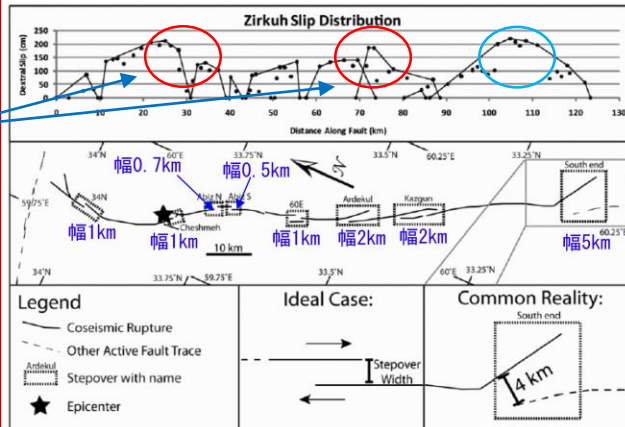 Zirkuh Slip Distribution
Dextral Slip (cm)
250
200
150
100
50
0
0 10 20 30 40 50 60 70 80 90 100 110 120 130
Distance Along Fault (km)
34°N 60°E 33.75°N N 33.5°N 60.25°E 33.25°N
幅0.7km 幅0.5km
59.75°E 34N Abiz N Abiz S 60E Ardekul Kazgun South end
Cheshmeh
幅1km 幅1km 幅1km 幅2km 幅2km 幅5km
10 km
60.25°E
34°N 33.75°N 59.75°E 33.5°N 60°E 33.25°N
Legend
Coseismic Rupture
Other Active Fault Trace
Ardekul
Stepover with name
Epicenter
Ideal Case:
Stepover
Width
Common Reality:
South end
4 km